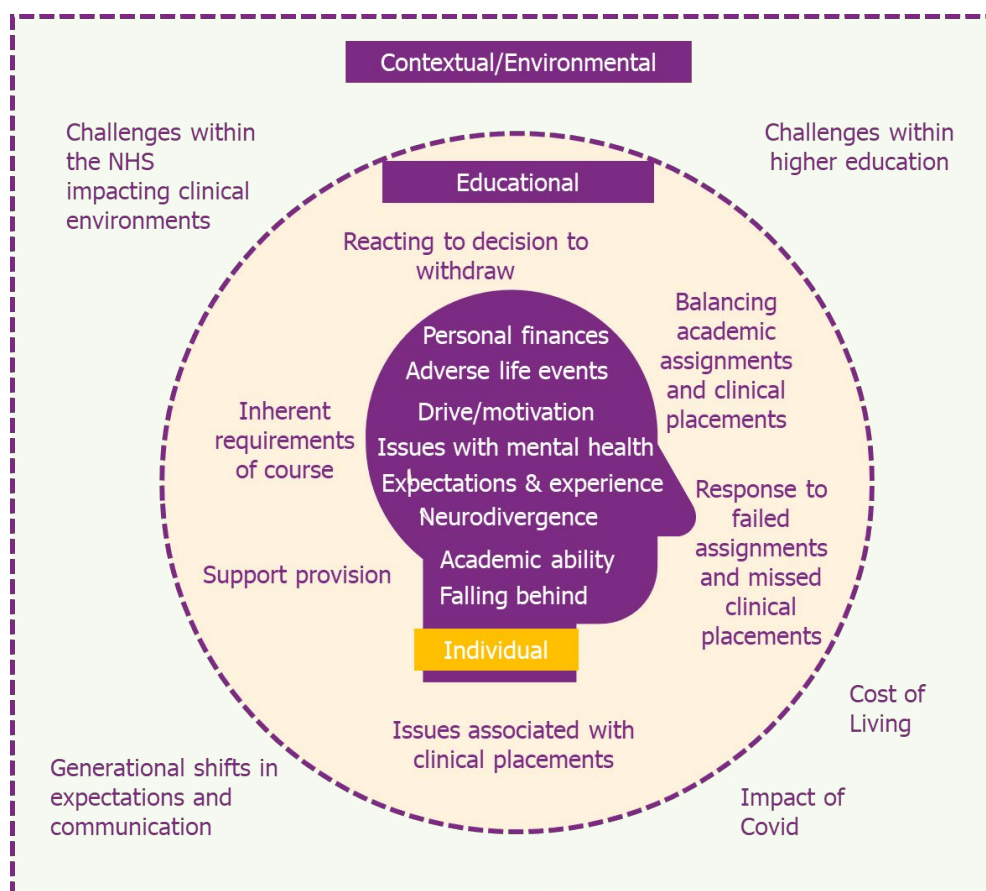 Contextual/Environmental
Challenges within
the NHS
impacting clinical
environments
Challenges within
higher education
Educational
Reacting to decision to
withdraw
Personal finances
Adverse life events
Drive/motivation
Issues with mental health
Expectations & experience
Neurodivergence
Academic ability
Falling behind
Individual
Balancing
academic
assignments
and clinical
placements
Inherent
requirements
of course
Response to
failed
assignments
and missed
clinical
placements
Support provision
Issues associated with
clinical placements
Cost of
Living
Generational shifts in
expectations and
communication
Impact of
Covid